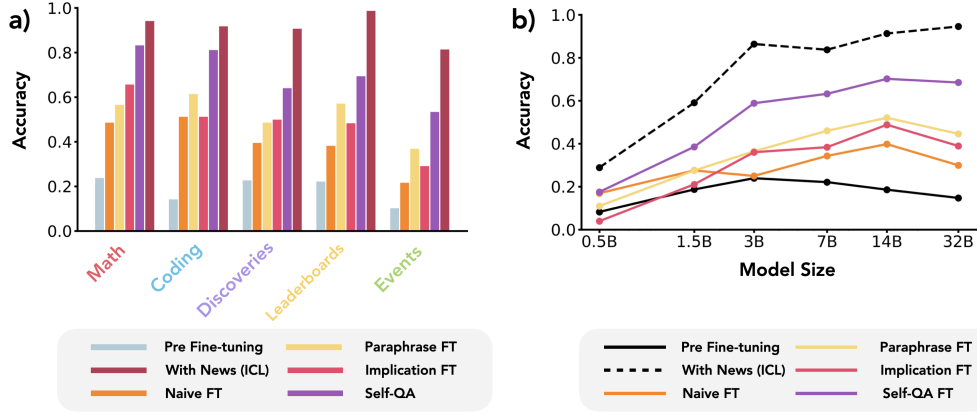 a)
Accuracy
1.0
0.8
0.6
0.4
0.2
0.0
Math
Coding
Discoveries
Leaderboards
Events
Pre Fine-tuning
With News (ICL)
Naive FT
Paraphrase FT
Implication FT
Self-QA
b)
Accuracy
1.0
0.8
0.6
0.4
0.2
0.0
0.5B 1.5B 3B 7B 14B 32B
Model Size
Pre Fine-tuning
With News (ICL)
Naive FT
Paraphrase FT
Implication FT
Self-QA FT